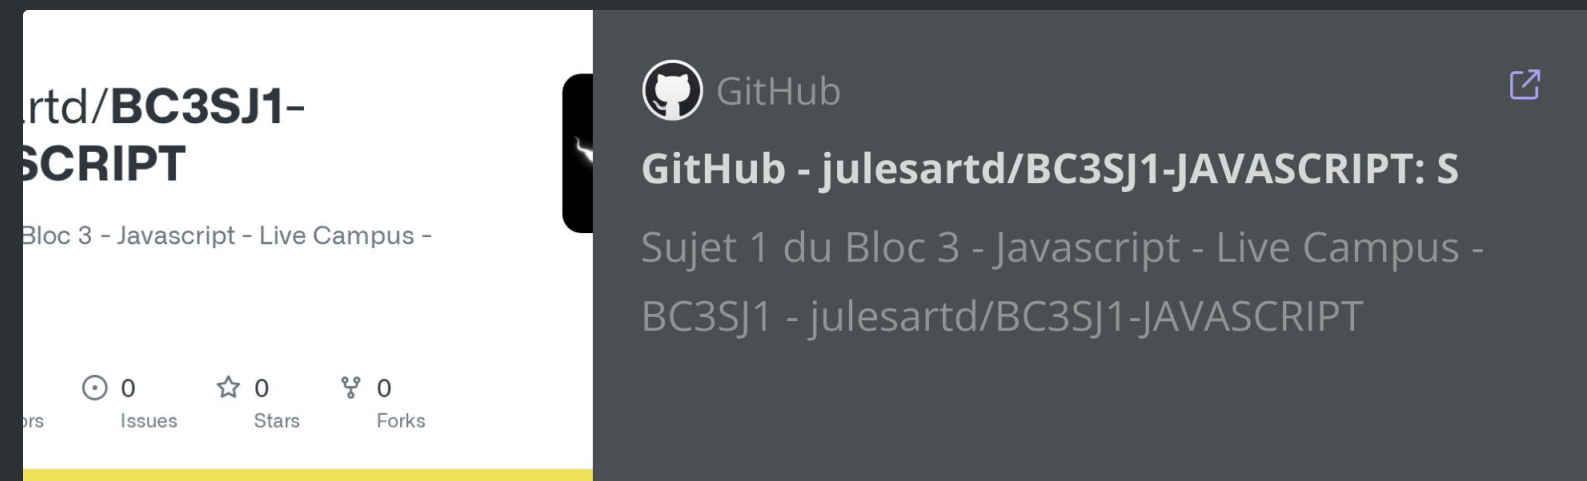 rtd/BC3SJ1-
SCRIPT
Bloc 3 - Javascript - Live Campus -
0
Issues
0
Stars
0
Forks
GitHub
GitHub - julesartd/BC3SJ1-JAVASCRIPT: S
Sujet 1 du Bloc 3 - Javascript - Live Campus -
BC3SJ1 - julesartd/BC3SJ1-JAVASCRIPT